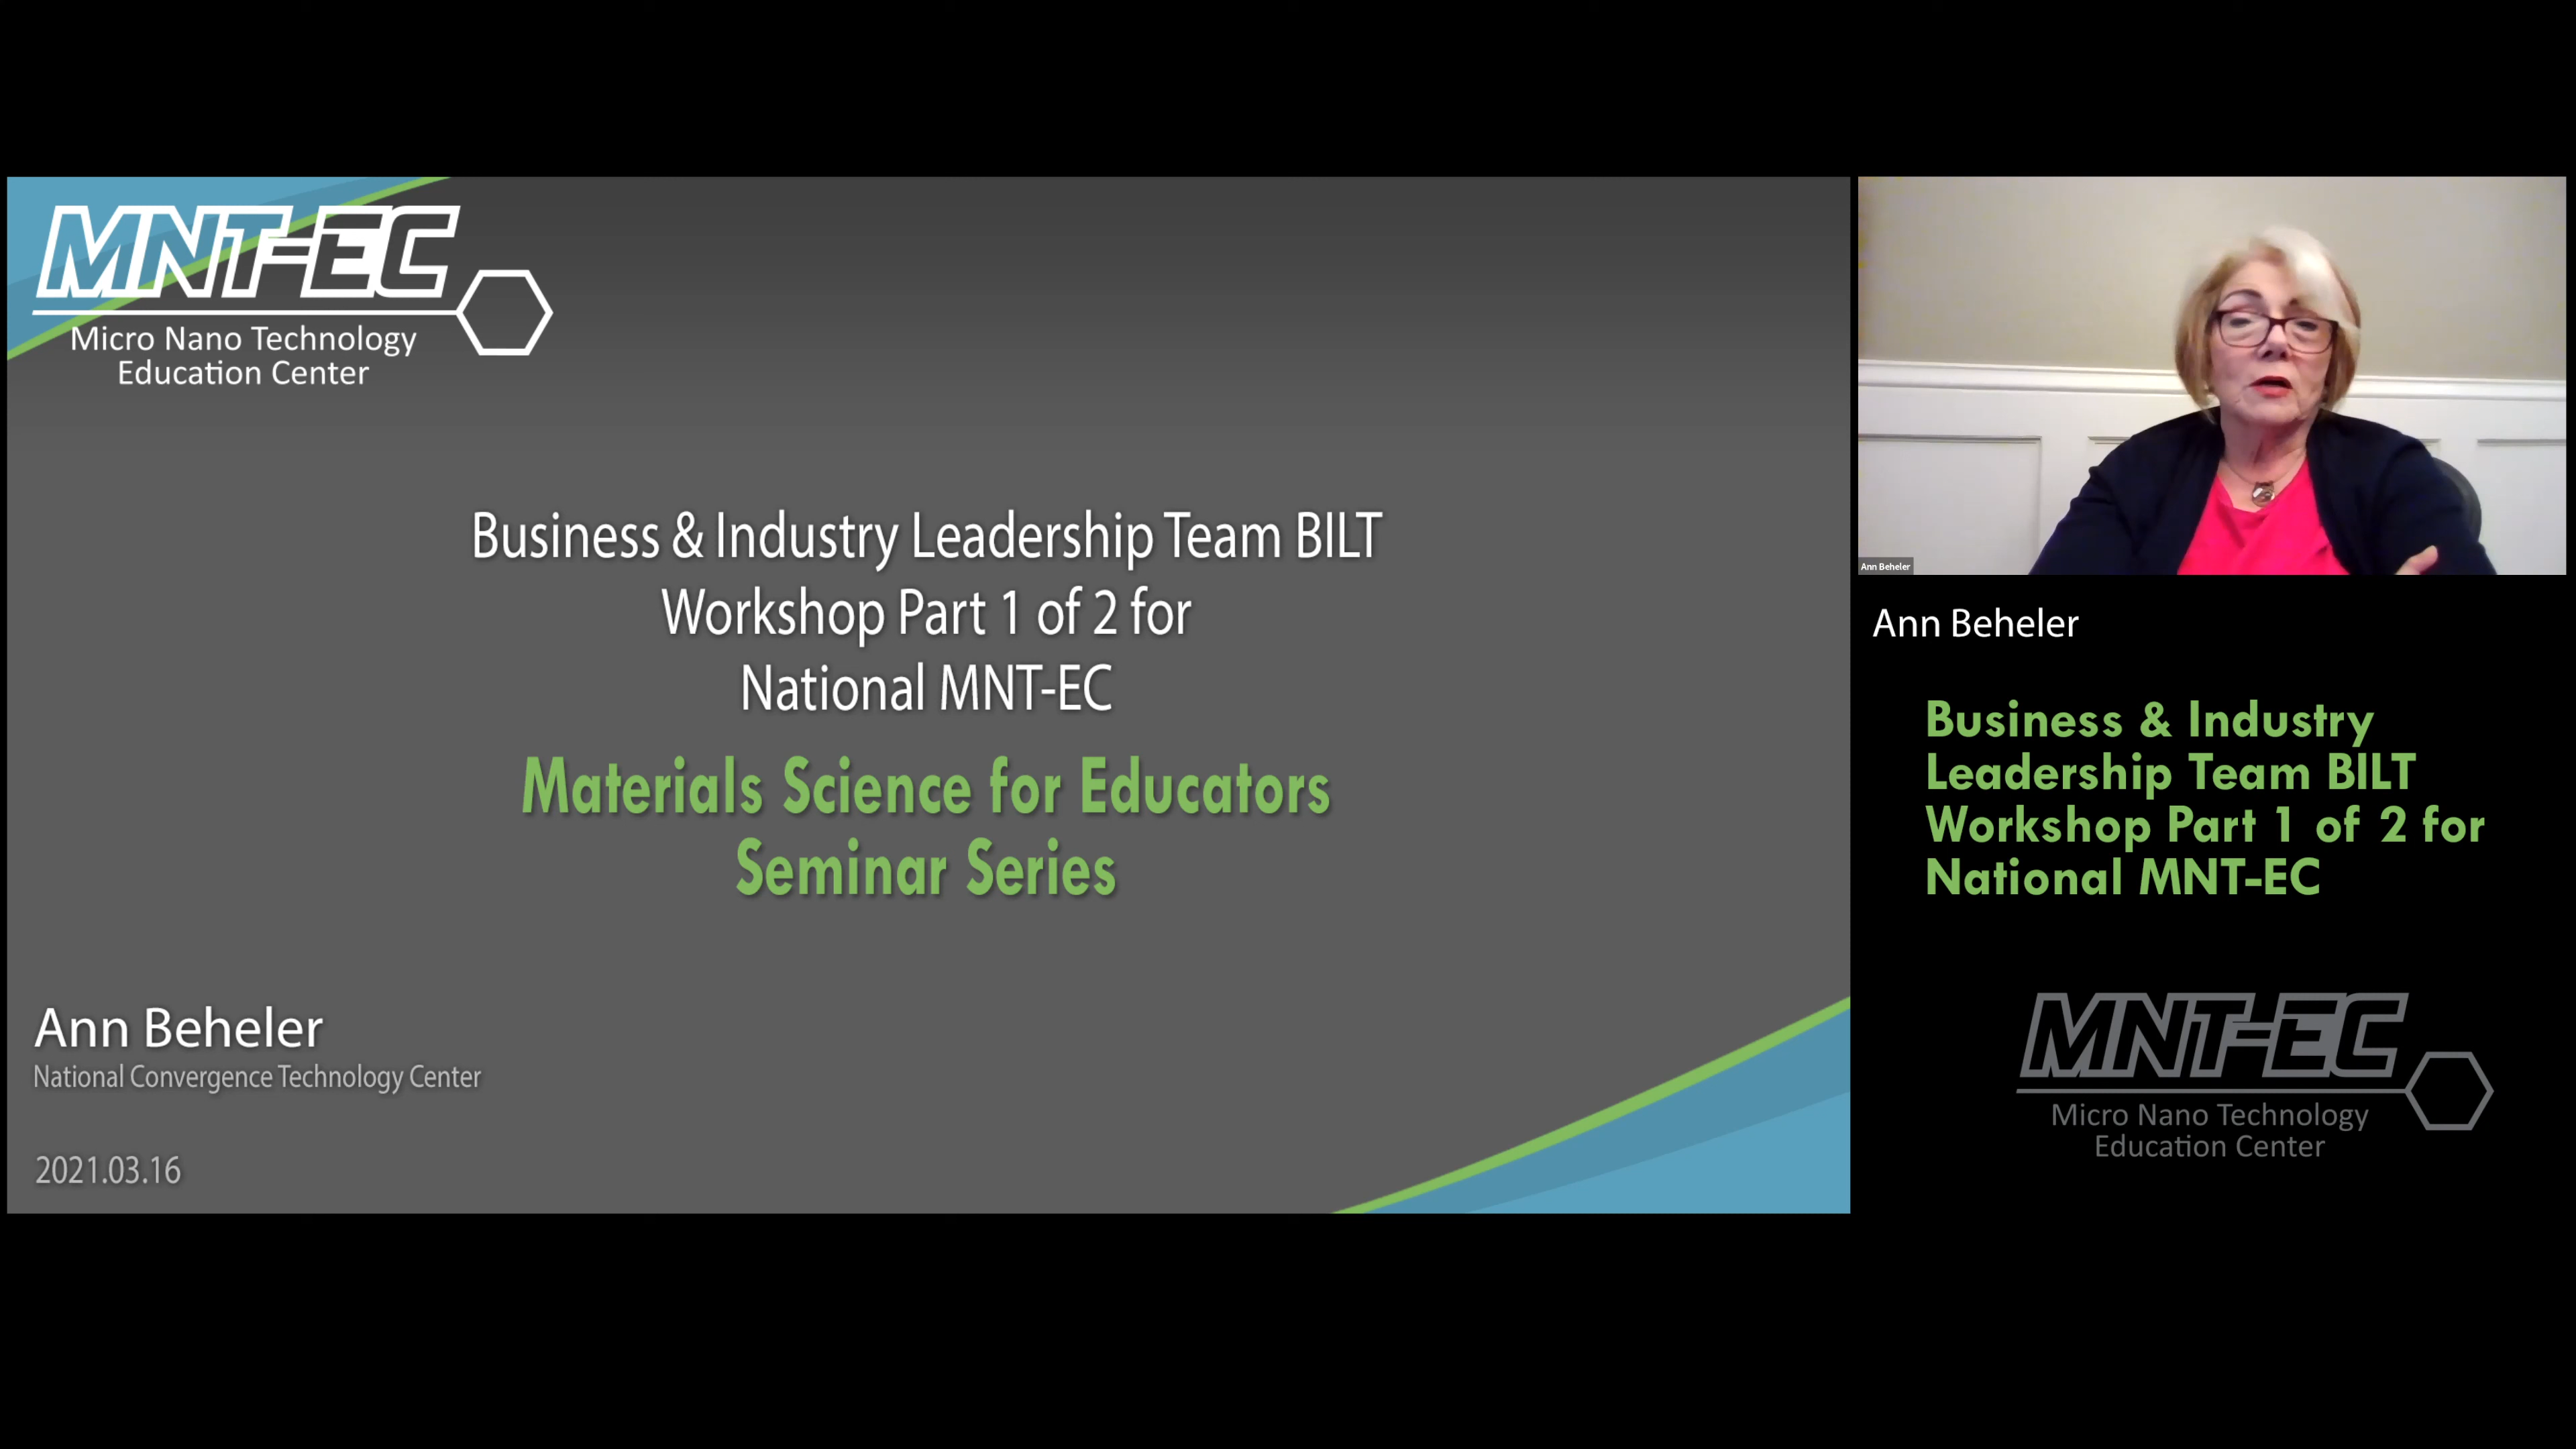 MNT-EC
Micro Nano Technology
Education Center
Business & Industry Leadership Team BILT
Workshop Part 1 of 2 for
National MNT-EC
Materials Science for Educators
Seminar Series
Ann Beheler
National Convergence Technology Center
2021.03.16
Ann Beheler
Ann Beheler
Business & Industry
Leadership Team BILT
Workshop Part 1 of 2 for
National MNT-EC
MNT-EC
Micro Nano Technology
Education Center